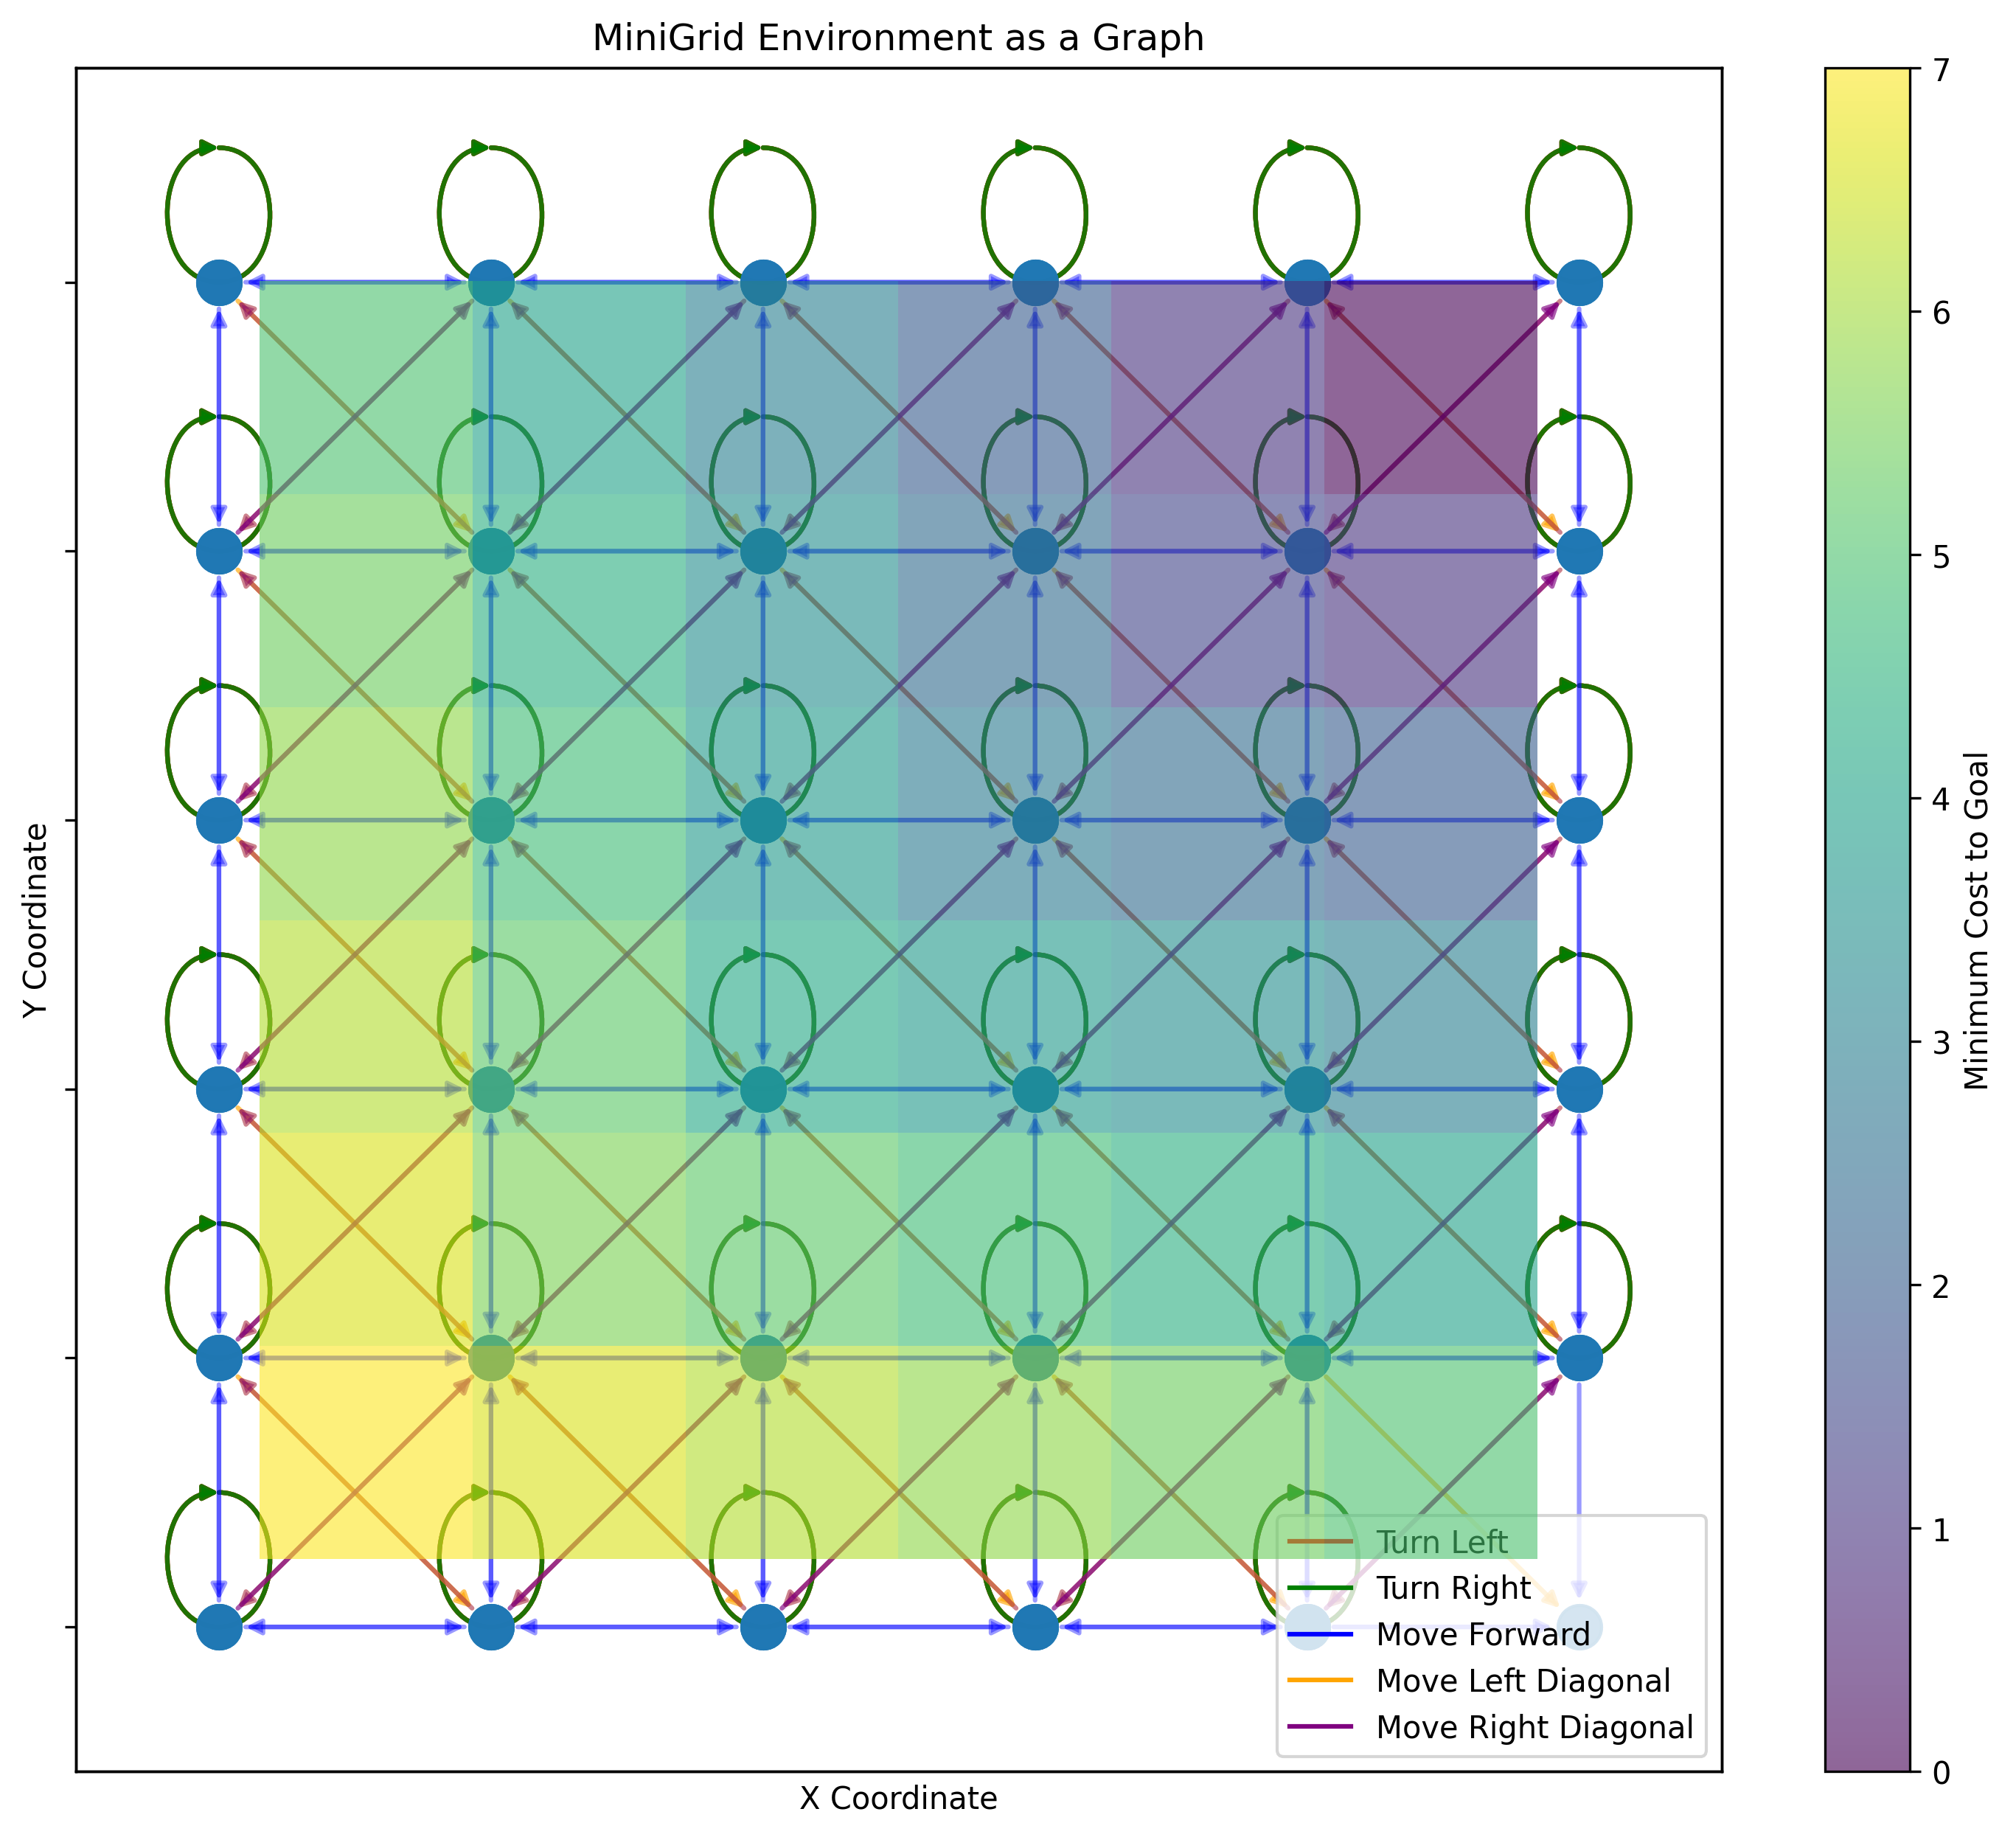 MiniGrid Environment as a Graph
7
6
5
4
3
2
1
0
Minimum Cost to Goal
Y Coordinate
Turn Left
Turn Right
Move Forward
Move Left Diagonal
Move Right Diagonal
X Coordinate